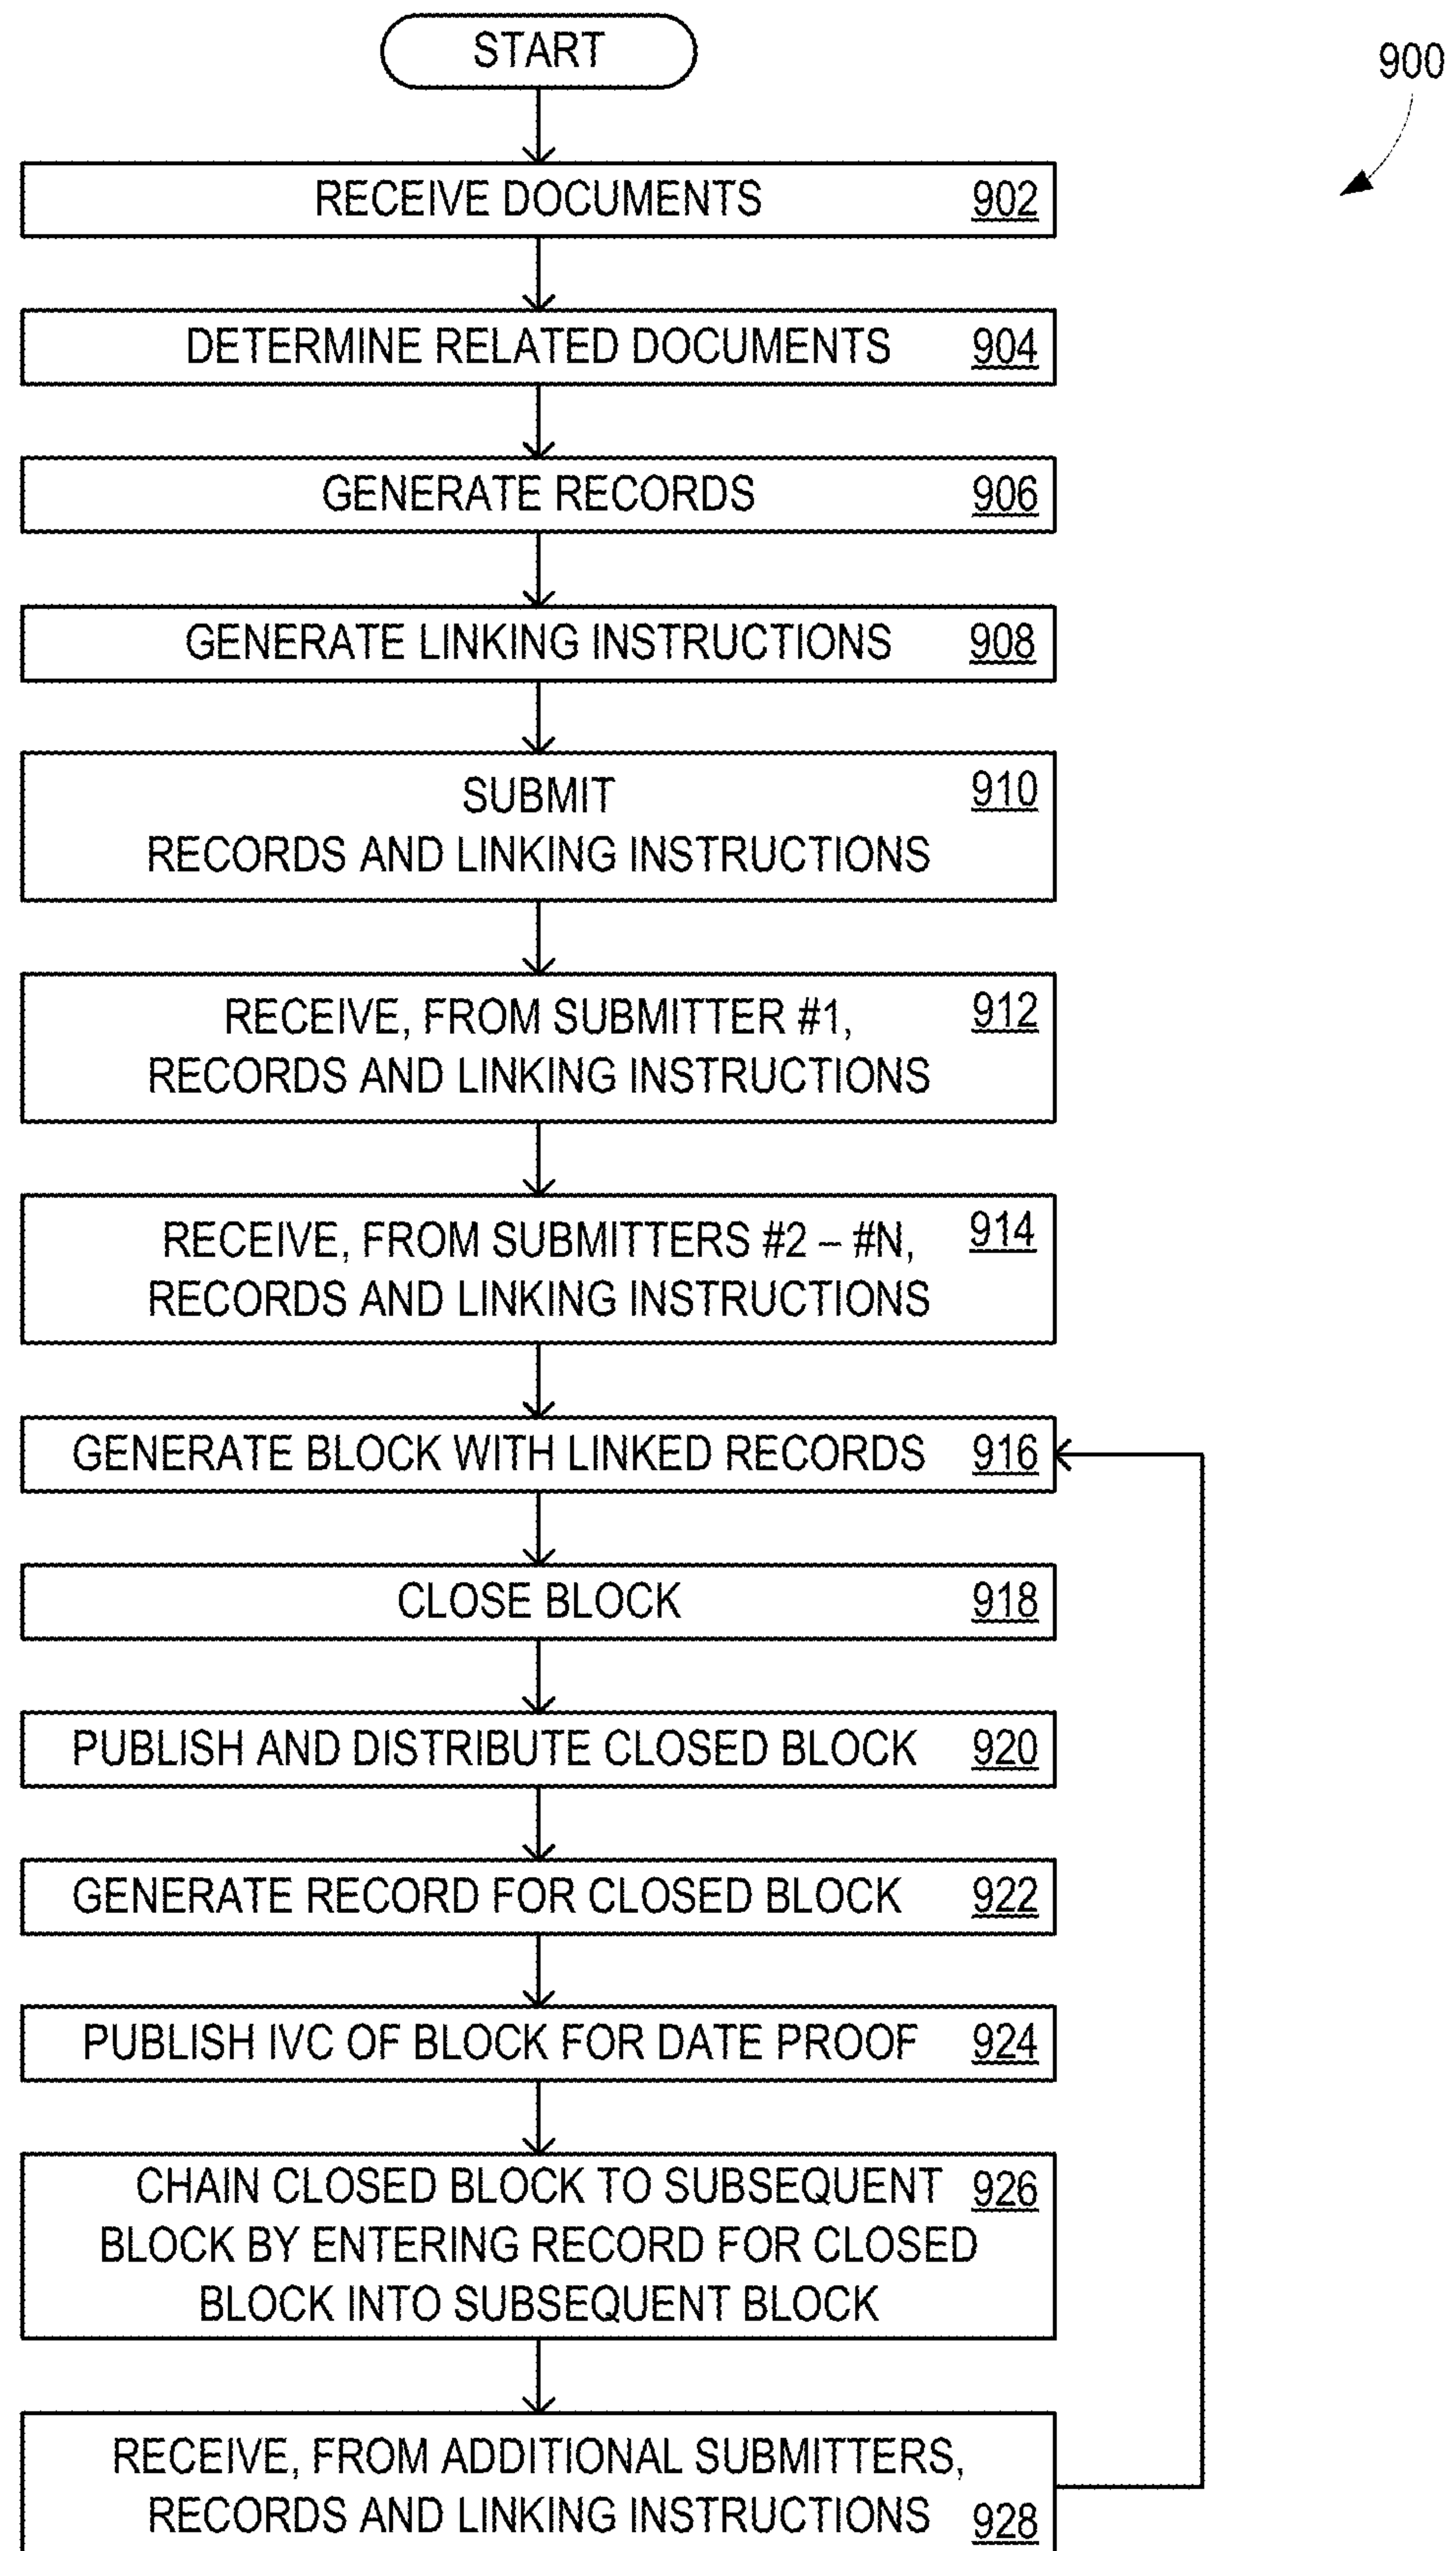 START
900
RECEIVE DOCUMENTS 902
DETERMINE RELATED DOCUMENTS 904
GENERATE RECORDS 906
GENERATE LINKING INSTRUCTIONS 908
SUBMIT 910
RECORDS AND LINKING INSTRUCTIONS
RECEIVE, FROM SUBMITTER #1, 912
RECORDS AND LINKING INSTRUCTIONS
RECEIVE, FROM SUBMITTERS #2 – #N, 914
RECORDS AND LINKING INSTRUCTIONS
GENERATE BLOCK WITH LINKED RECORDS 916
CLOSE BLOCK 918
PUBLISH AND DISTRIBUTE CLOSED BLOCK 920
GENERATE RECORD FOR CLOSED BLOCK 922
PUBLISH IVC OF BLOCK FOR DATE PROOF 924
CHAIN CLOSED BLOCK TO SUBSEQUENT 926
BLOCK BY ENTERING RECORD FOR CLOSED
BLOCK INTO SUBSEQUENT BLOCK
RECEIVE, FROM ADDITIONAL SUBMITTERS,
RECORDS AND LINKING INSTRUCTIONS 928